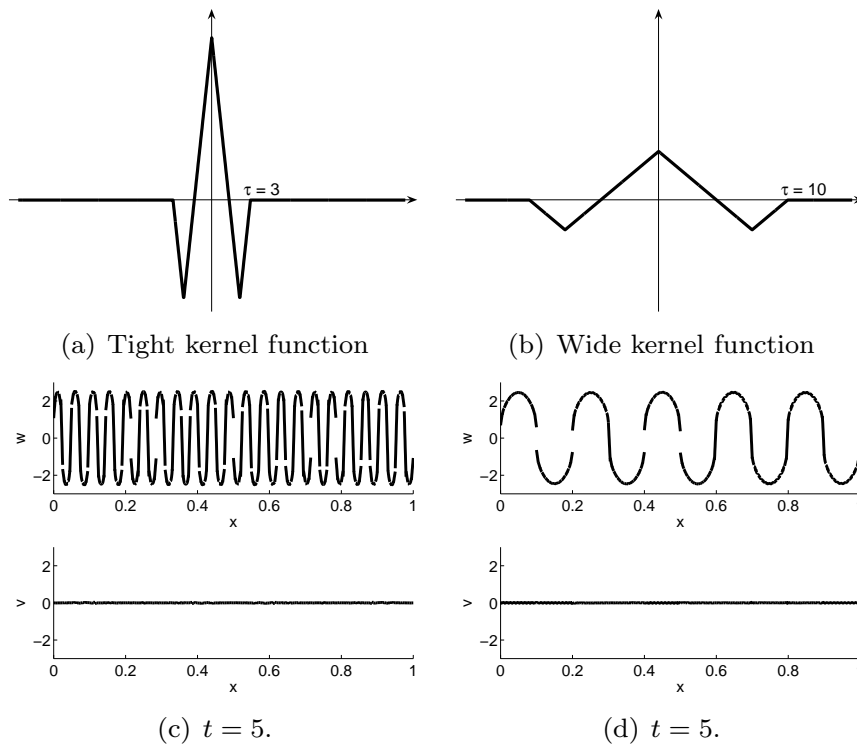 τ = 3
τ = 10
(a) Tight kernel function
(b) Wide kernel function
2
0
−2
w
0 0.2 0.4 0.6 0.8 1
x
2
0
−2
w
0 0.2 0.4 0.6 0.8
x
2
0
−2
v
0 0.2 0.4 0.6 0.8 1
x
2
0
−2
v
0 0.2 0.4 0.6 0.8
x
(c) t = 5.
(d) t = 5.